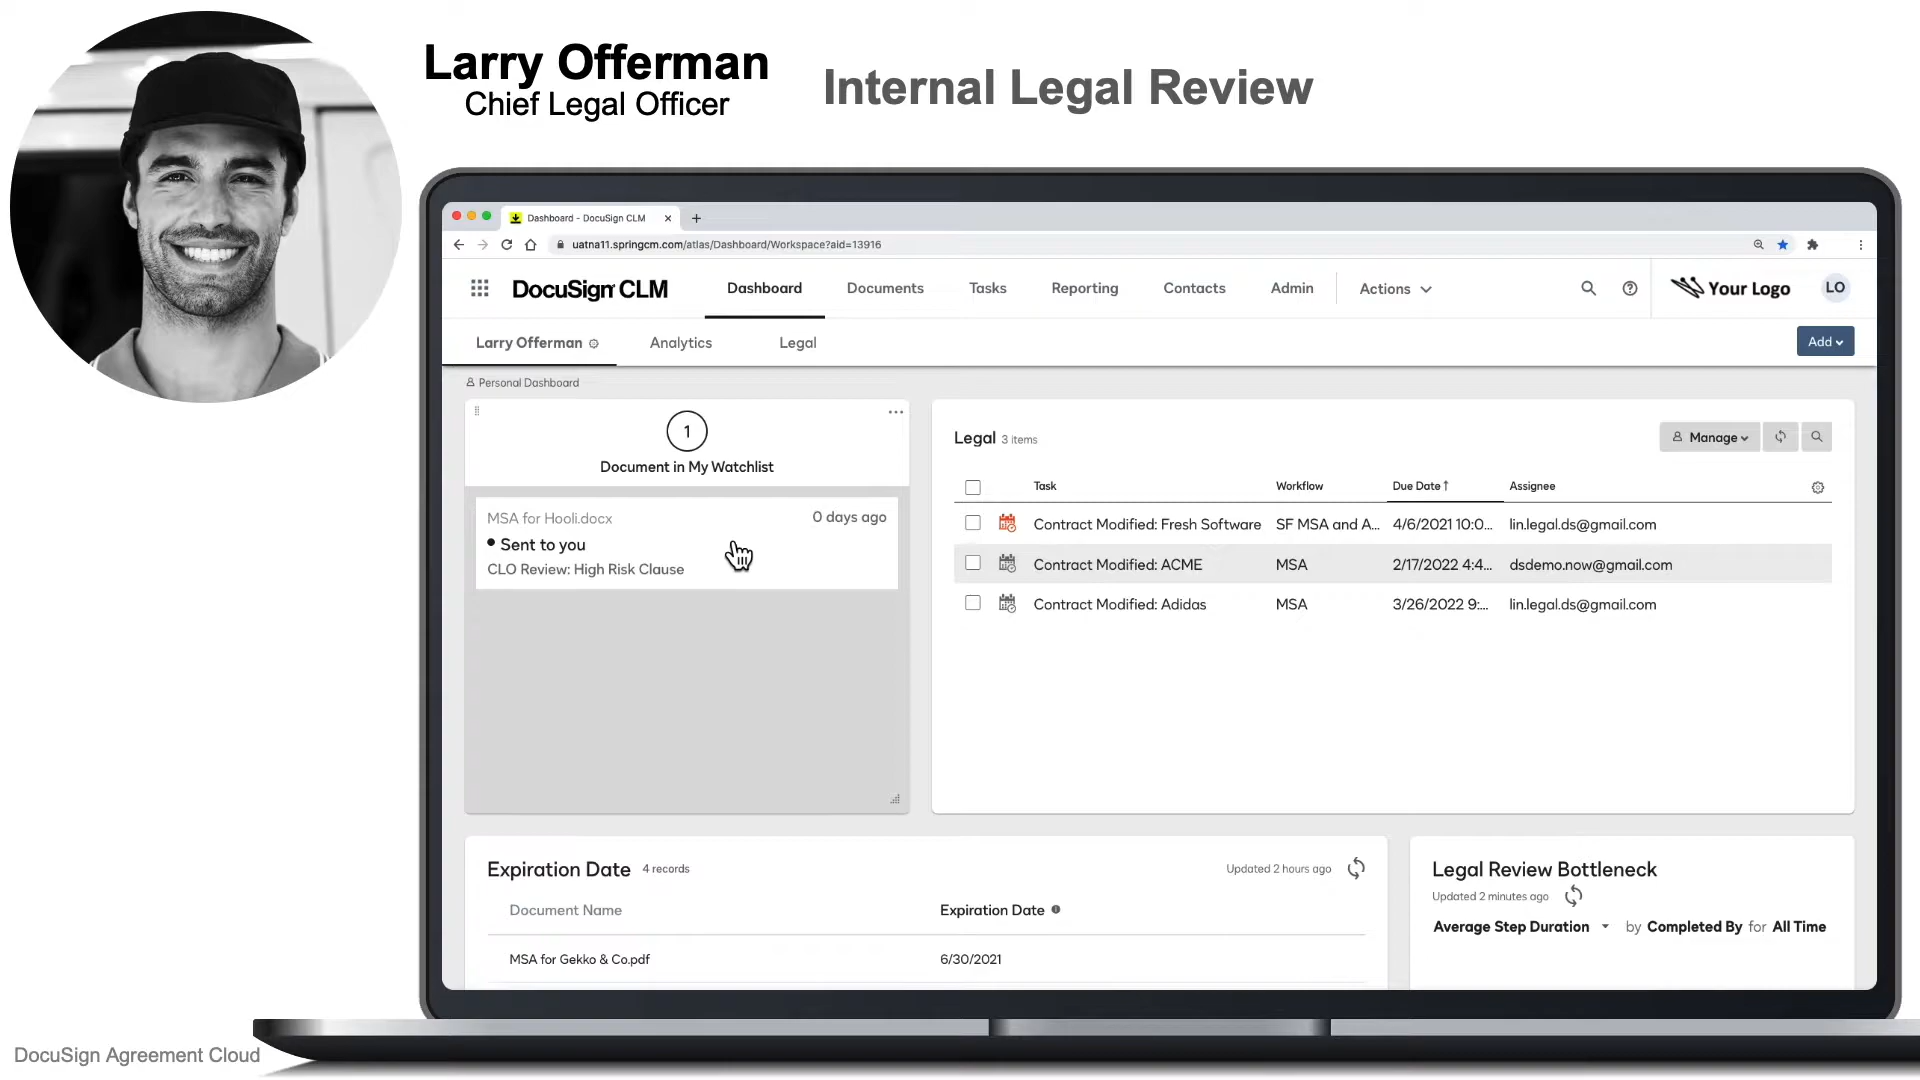 Larry Offerman
Chief Legal Officer
Internal Legal Review
Dashboard - DocuSign CLM
uatna11.springcm.com/atlas/Dashboard/Workspace?aid=13916
DocuSign CLM Dashboard Documents Tasks Reporting Contacts Admin Actions Your Logo LO
Larry Offerman Analytics Legal Add
Personal Dashboard
1
Document in My Watchlist
MSA for Hooli.docx 0 days ago
Sent to you
CLO Review: High Risk Clause
Legal 3 items Manage
Task Workflow Due Date ↑ Assignee
Contract Modified: Fresh Software SF MSA and A... 4/6/2021 10:0... lin.legal.ds@gmail.com
Contract Modified: ACME MSA 2/17/2022 4:4... dsdemo.now@gmail.com
Contract Modified: Adidas MSA 3/26/2022 9:... lin.legal.ds@gmail.com
Expiration Date 4 records Updated 2 hours ago
Document Name Expiration Date
MSA for Gekko & Co.pdf 6/30/2021
Legal Review Bottleneck
Updated 2 minutes ago
Average Step Duration by Completed By for All Time
DocuSign Agreement Cloud